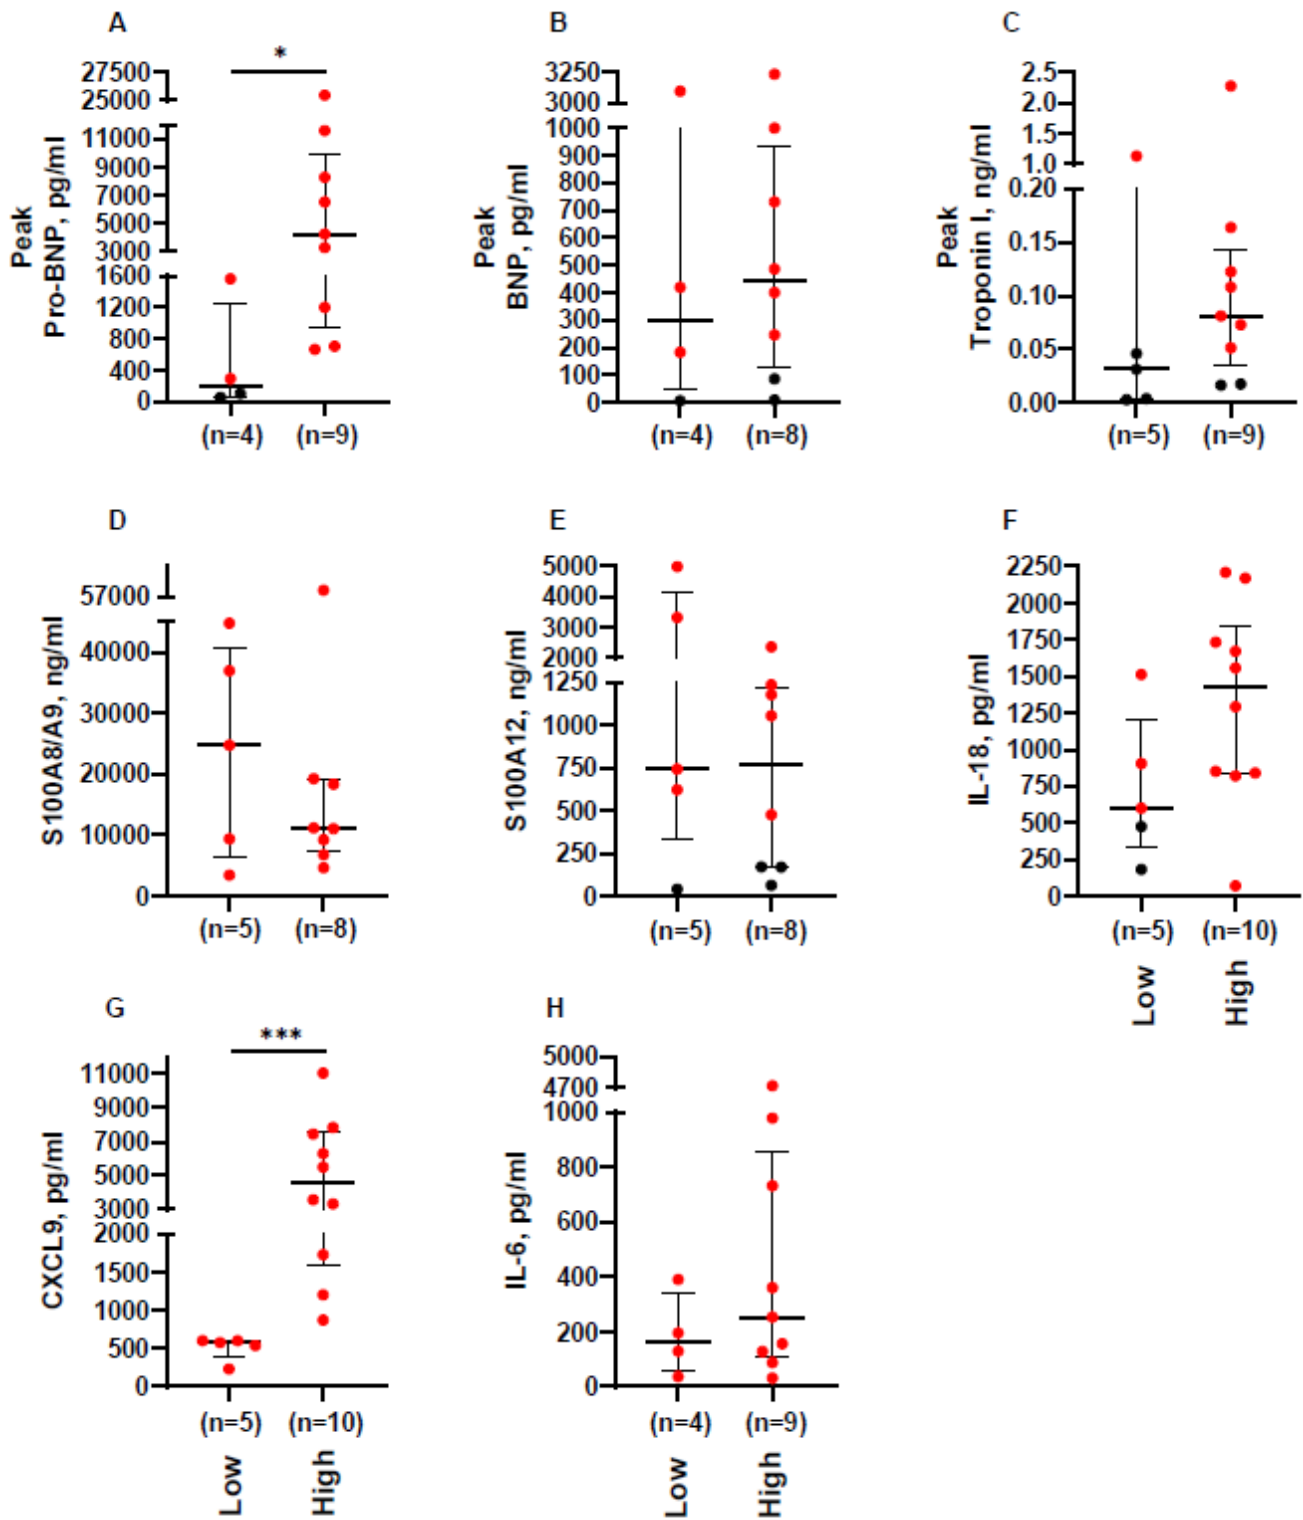 A
*
Peak
Pro-BNP, pg/ml
27500
25000
11000
9000
7000
5000
3000
1600
1200
800
400
0
(n=4) (n=9)
B
Peak
BNP, pg/ml
3250
3000
1000
900
800
700
600
500
400
300
200
100
0
(n=4) (n=8)
C
Peak
Troponin I, ng/ml
2.5
2.0
1.5
1.0
0.20
0.15
0.10
0.05
0.00
(n=5) (n=9)
D
S100A8/A9, ng/ml
57000
40000
30000
20000
10000
0
(n=5) (n=8)
E
S100A12, ng/ml
5000
4000
3000
2000
1250
1000
750
500
250
0
(n=5) (n=8)
F
IL-18, pg/ml
2250
2000
1750
1500
1250
1000
750
500
250
0
(n=5) (n=10)
Low High
G
***
CXCL9, pg/ml
11000
9000
7000
5000
3000
2000
1500
1000
500
0
(n=5) (n=10)
Low High
H
IL-6, pg/ml
5000
4700
1000
800
600
400
200
0
(n=4) (n=9)
Low High